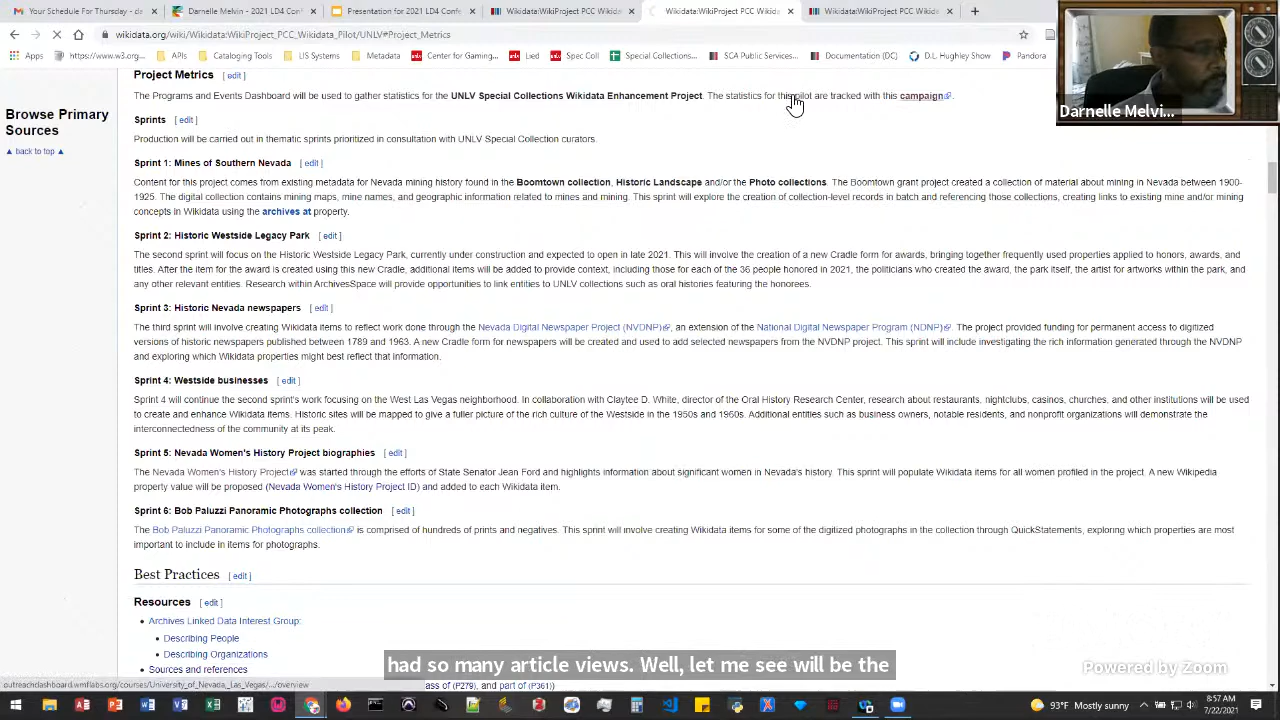 Your Schedule For Thursday - da
Darnelle Melvin - 2021 LD4 Conf
Presentation for 2021 LD4 Conf
Wikidata:WikiProject PCC Wikid
Wikidata:WikiProject PCC Wikid
Wikidata:WikiProject PCC Wikid
wikidata.org/wiki/Wikidata:WikiProject_PCC_Wikidata_Pilot/UNLV#Project_Metrics
Apps
https://www.w3.org...
APIs
Cataloging Tools
LIS Systems
Metadata
Center for Gaming...
Lied
Spec Coll
Special Collections...
SCA Public Services...
Documentation (DC)
D.L. Hughley Show
Pandora
Darnelle Melvi...
Browse Primary
Sources
▲ back to top ▲
Project Metrics [ edit ]
The Programs and Events Dashboard will be used to gather statistics for the UNLV Special Collections Wikidata Enhancement Project. The statistics for this pilot are tracked with this campaign.
Sprints [ edit ]
Production will be carried out in thematic sprints prioritized in consultation with UNLV Special Collection curators.
Sprint 1: Mines of Southern Nevada [ edit ]
Content for this project comes from existing metadata for Nevada mining history found in the Boomtown collection, Historic Landscape and/or the Photo collections. The Boomtown grant project created a collection of material about mining in Nevada between 1900-
1925. The digital collection contains mining maps, mine names, and geographic information related to mines and mining. This sprint will explore the creation of collection-level records in batch and referencing those collections, creating links to existing mine and/or mining
concepts in Wikidata using the archives at property.
Sprint 2: Historic Westside Legacy Park [ edit ]
The second sprint will focus on the Historic Westside Legacy Park, currently under construction and expected to open in late 2021. This will involve the creation of a new Cradle form for awards, bringing together frequently used properties applied to honors, awards, and
titles. After the item for the award is created using this new Cradle, additional items will be added to provide context, including those for each of the 36 people honored in 2021, the politicians who created the award, the park itself, the artist for artworks within the park, and
any other relevant entities. Research within ArchivesSpace will provide opportunities to link entities to UNLV collections such as oral histories featuring the honorees.
Sprint 3: Historic Nevada newspapers [ edit ]
The third sprint will involve creating Wikidata items to reflect work done through the Nevada Digital Newspaper Project (NVDNP), an extension of the National Digital Newspaper Program (NDNP). The project provided funding for permanent access to digitized
versions of historic newspapers published between 1789 and 1963. A new Cradle form for newspapers will be created and used to add selected newspapers from the NVDNP project. This sprint will include investigating the rich information generated through the NVDNP
and exploring which Wikidata properties might best reflect that information.
Sprint 4: Westside businesses [ edit ]
Sprint 4 will continue the second sprint's work focusing on the West Las Vegas neighborhood. In collaboration with Claytee D. White, director of the Oral History Research Center, research about restaurants, nightclubs, casinos, churches, and other institutions will be used
to create and enhance Wikidata items. Historic sites will be mapped to give a fuller picture of the rich culture of the Westside in the 1950s and 1960s. Additional entities such as business owners, notable residents, and nonprofit organizations will demonstrate the
interconnectedness of the community at its peak.
Sprint 5: Nevada Women's History Project biographies [ edit ]
The Nevada Women's History Project was started through the efforts of State Senator Jean Ford and highlights information about significant women in Nevada's history. This sprint will populate Wikidata items for all women profiled in the project. A new Wikipedia
property value will be proposed (Nevada Women's History Project ID) and added to each Wikidata item.
Sprint 6: Bob Paluzzi Panoramic Photographs collection [ edit ]
The Bob Paluzzi Panoramic Photographs collection is comprised of hundreds of prints and negatives. This sprint will involve creating Wikidata items for some of the digitized photographs in the collection through QuickStatements, exploring which properties are most
important to include in items for photographs.
Best Practices [ edit ]
Resources [ edit ]
• Archives Linked Data Interest Group:
• Describing People
• Describing Organizations
• Sources and references
had so many article views. Well, let me see will be the
Powered by Zoom
outreachdashboard.wmflabs.org/courses/University_of_Nevada_Las_Vegas/.../overview
ass of (P279), and part of (P361))
93°F Mostly sunny
8:57 AM
7/22/2021